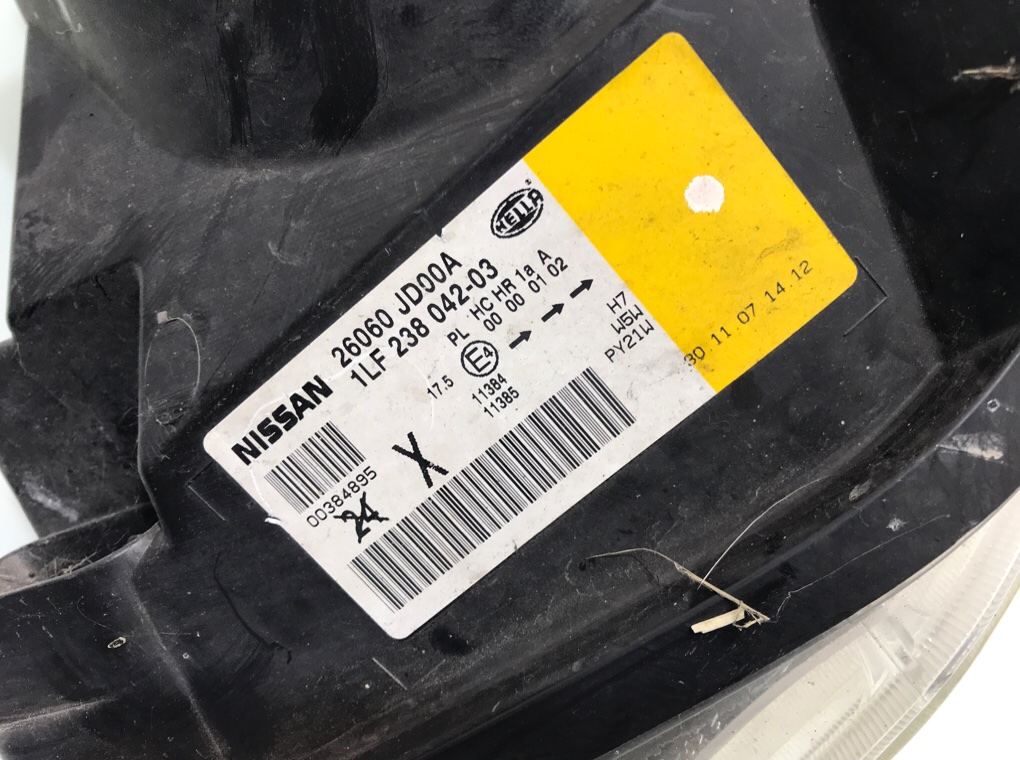 HELLA
®
NISSAN 26060 JD00A
1LF 238 042-03
PL HC HR 1a A
00 00 01 02
17.5 E4
11384
11385
H7
W5W
PY21W
30.11.07 14.12
00384895
24
X